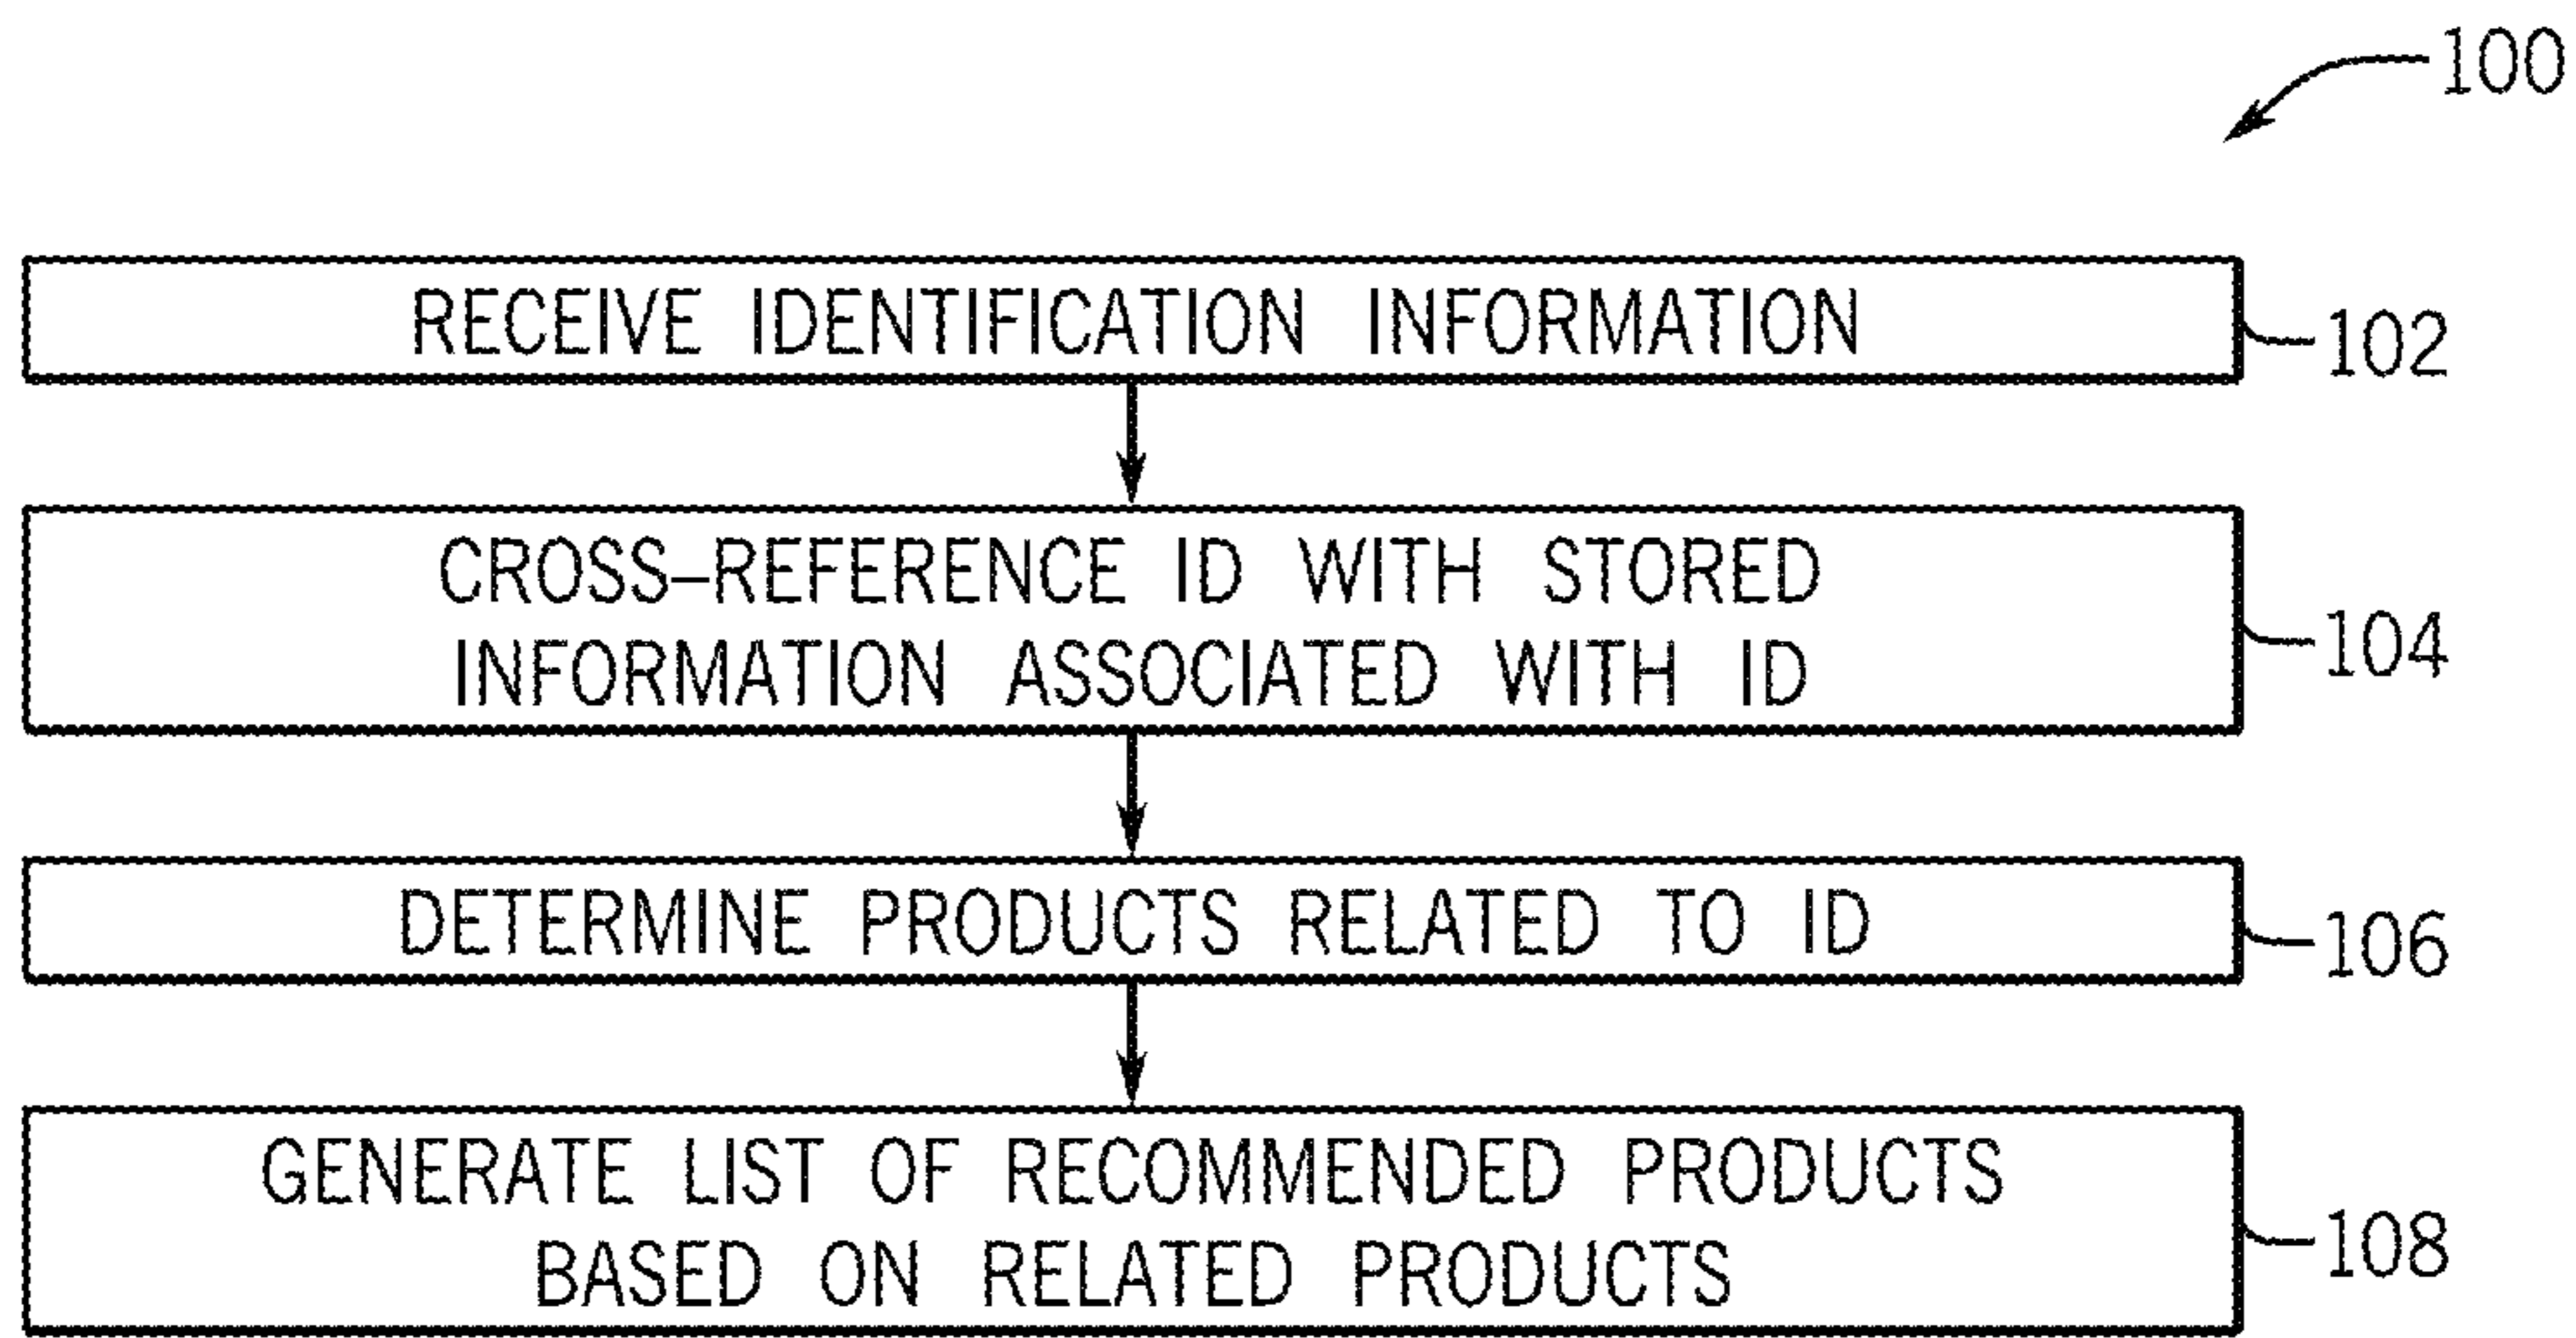 100
RECEIVE IDENTIFICATION INFORMATION
102
CROSS–REFERENCE ID WITH STORED
INFORMATION ASSOCIATED WITH ID
104
DETERMINE PRODUCTS RELATED TO ID
106
GENERATE LIST OF RECOMMENDED PRODUCTS
BASED ON RELATED PRODUCTS
108